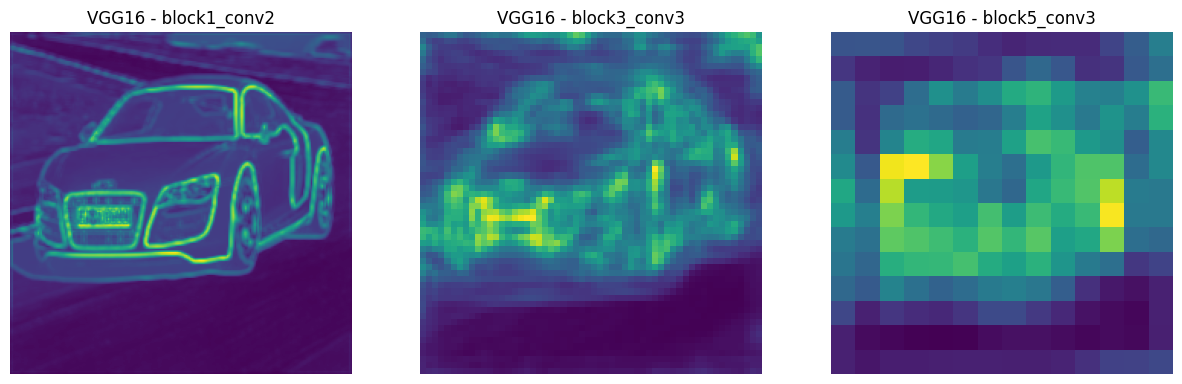 VGG16 - block1_conv2
VGG16 - block3_conv3
VGG16 - block5_conv3